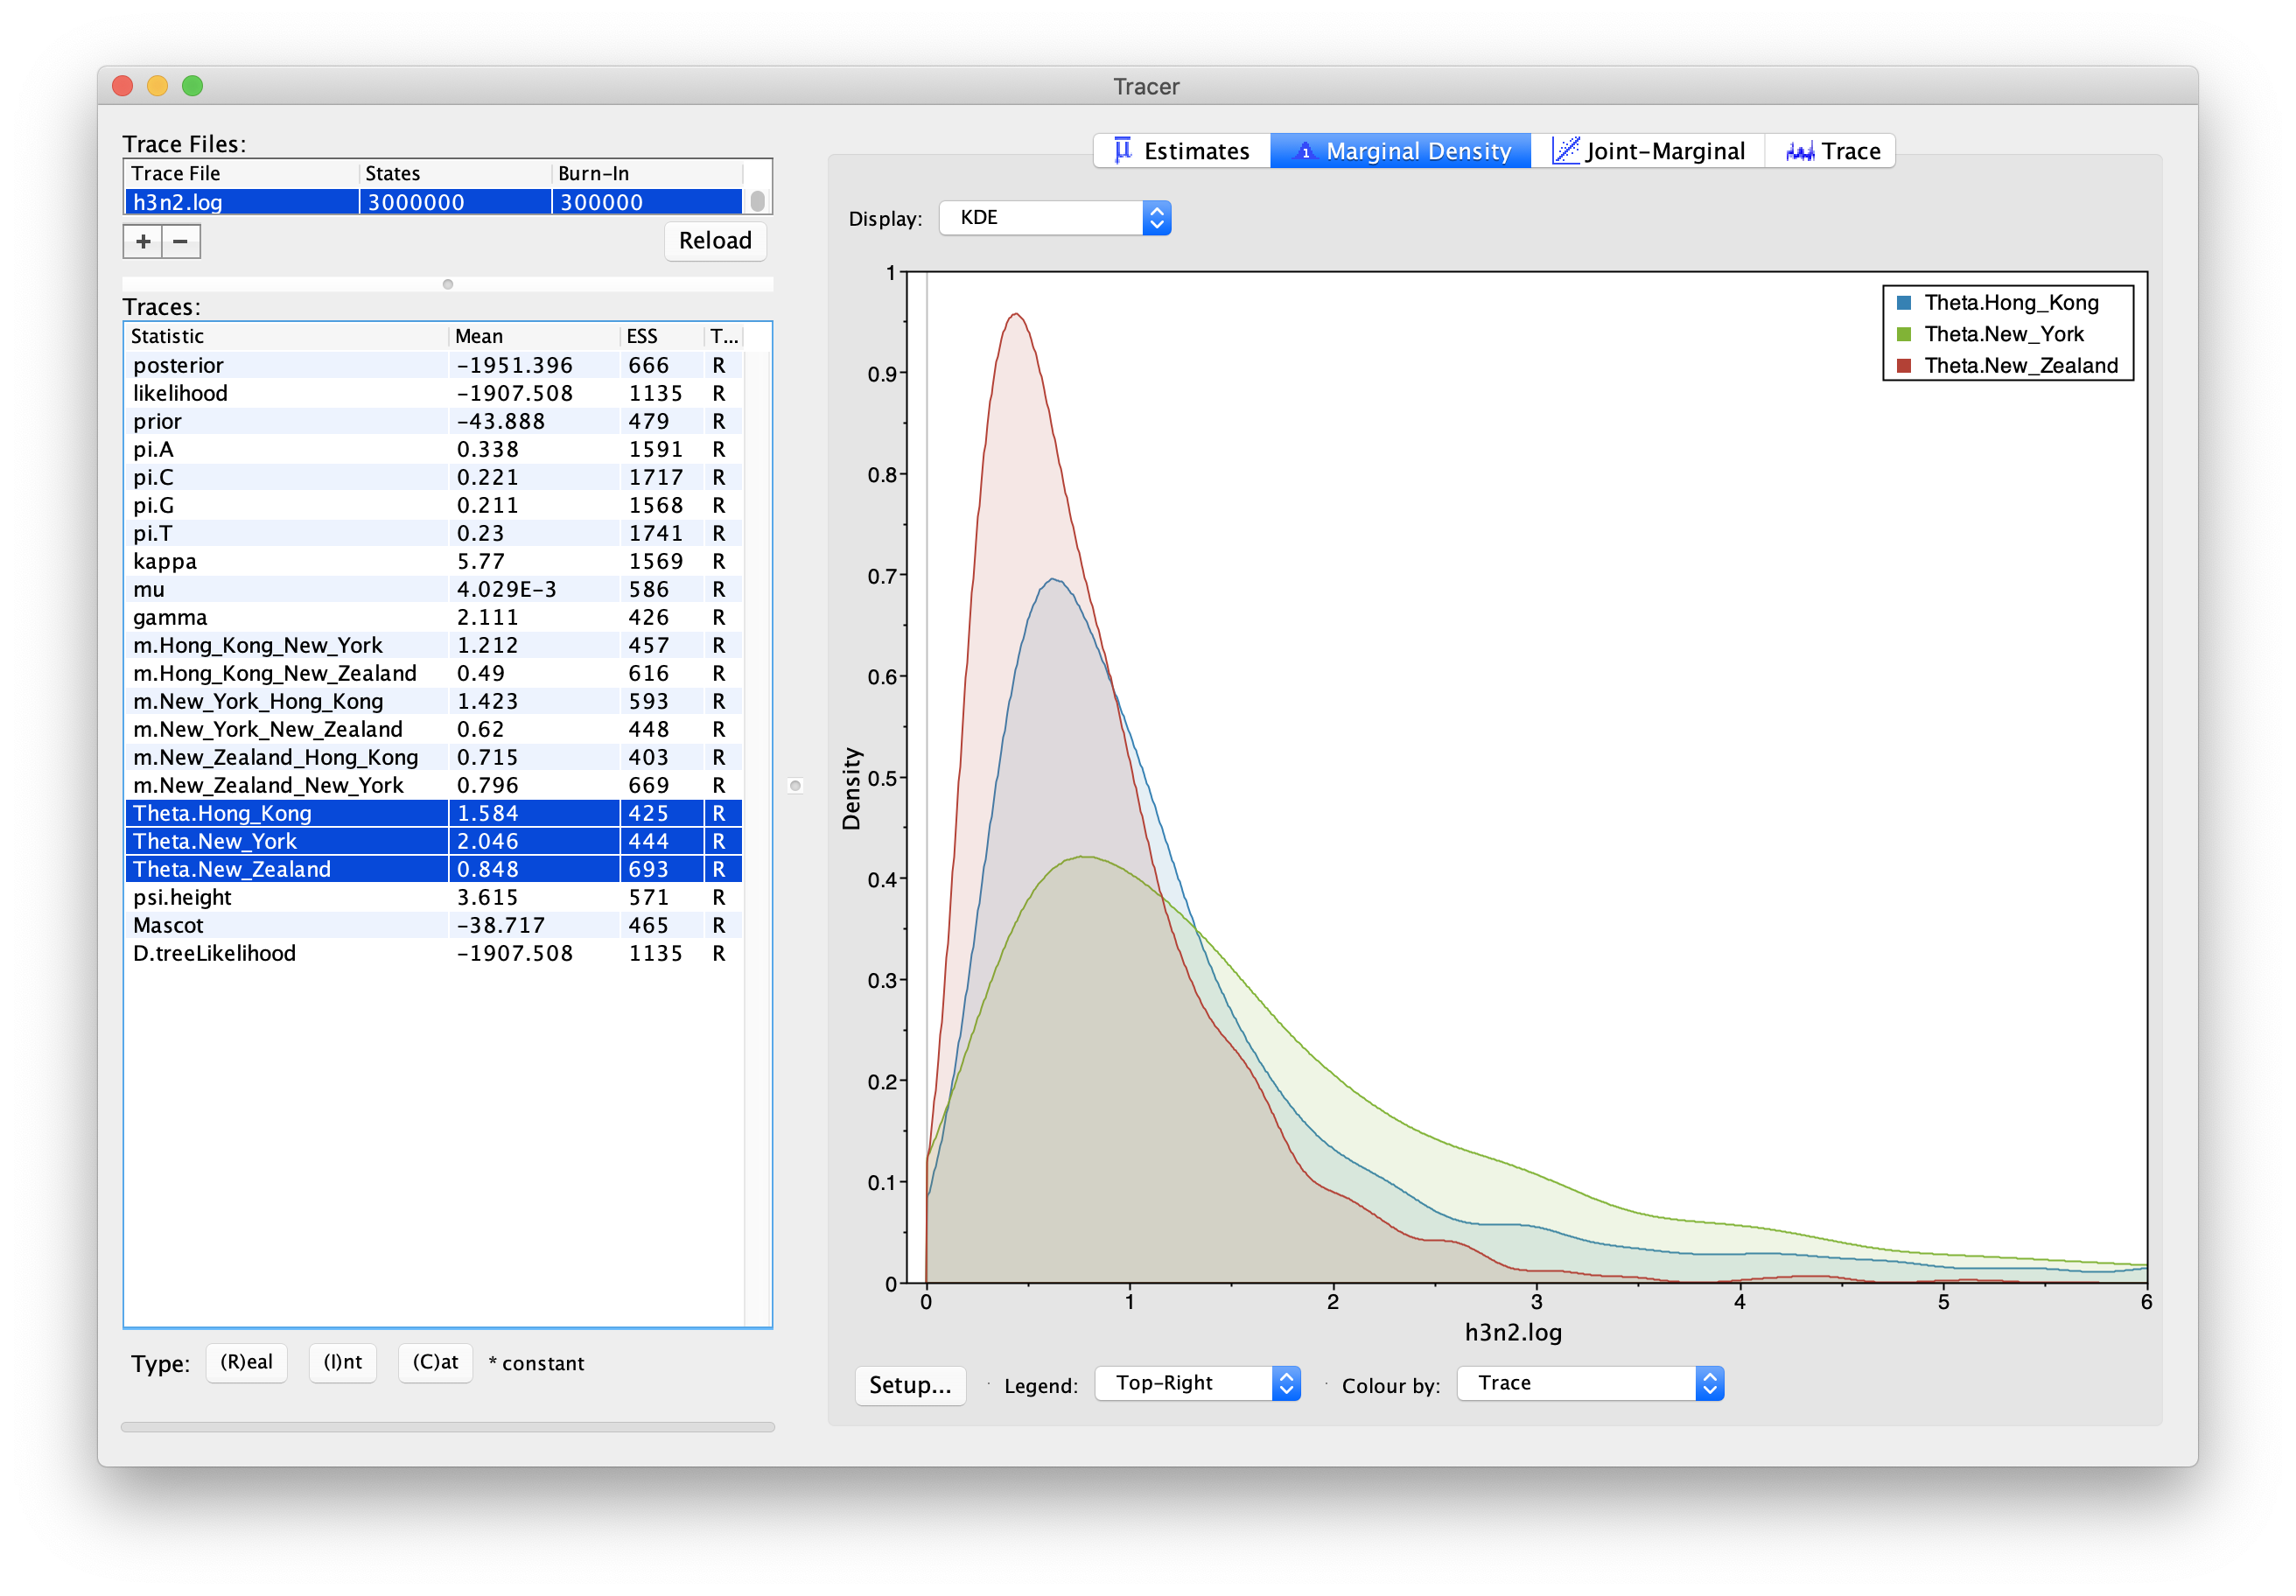 Tracer
Trace Files:
Trace File States Burn-In
h3n2.log 3000000 300000
+ −
Reload
Traces:
Statistic Mean ESS T...
posterior −1951.396 666 R
likelihood −1907.508 1135 R
prior −43.888 479 R
pi.A 0.338 1591 R
pi.C 0.221 1717 R
pi.G 0.211 1568 R
pi.T 0.23 1741 R
kappa 5.77 1569 R
mu 4.029E−3 586 R
gamma 2.111 426 R
m.Hong_Kong_New_York 1.212 457 R
m.Hong_Kong_New_Zealand 0.49 616 R
m.New_York_Hong_Kong 1.423 593 R
m.New_York_New_Zealand 0.62 448 R
m.New_Zealand_Hong_Kong 0.715 403 R
m.New_Zealand_New_York 0.796 669 R
Theta.Hong_Kong 1.584 425 R
Theta.New_York 2.046 444 R
Theta.New_Zealand 0.848 693 R
psi.height 3.615 571 R
Mascot −38.717 465 R
D.treeLikelihood −1907.508 1135 R
Type: (R)eal (I)nt (C)at * constant
Estimates Marginal Density Joint-Marginal Trace
Display: KDE
Theta.Hong_Kong
Theta.New_York
Theta.New_Zealand
1
0.9
0.8
0.7
0.6
0.5
0.4
0.3
0.2
0.1
0
Density
0 1 2 3 4 5 6
h3n2.log
Setup... Legend: Top-Right Colour by: Trace